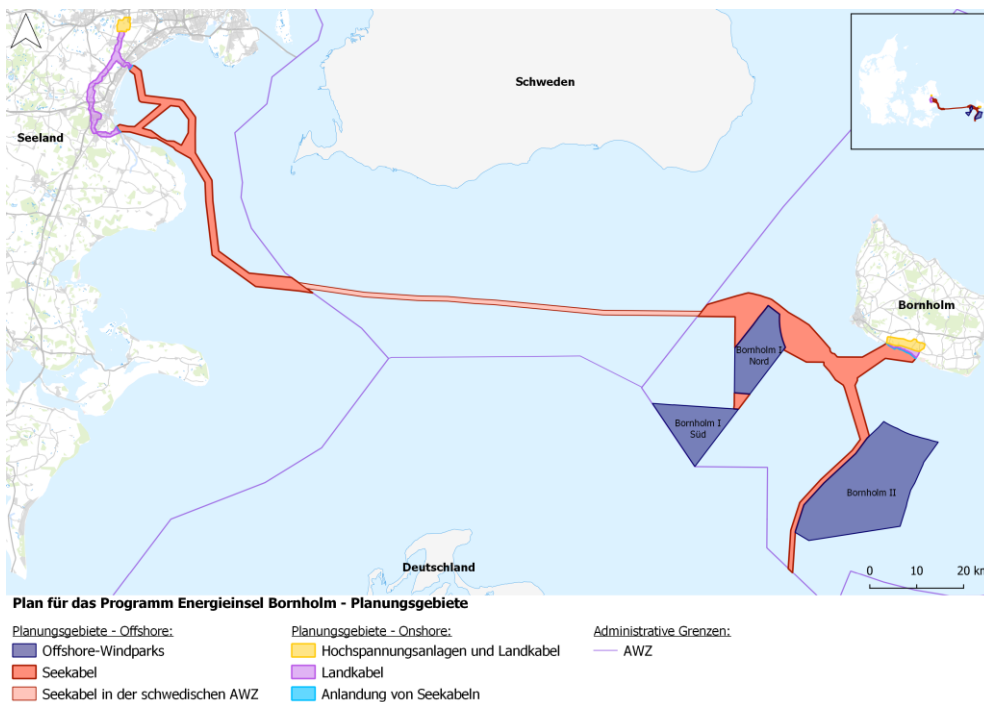 Schweden
Seeland
Bornholm
Bornholm I
Nord
Bornholm I
Süd
Bornholm II
Deutschland
0 10 20 km
Plan für das Programm Energieinsel Bornholm - Planungsgebiete
Planungsgebiete - Offshore:
Offshore-Windparks
Seekabel
Seekabel in der schwedischen AWZ
Planungsgebiete - Onshore:
Hochspannungsanlagen und Landkabel
Landkabel
Anlandung von Seekabeln
Administrative Grenzen:
AWZ